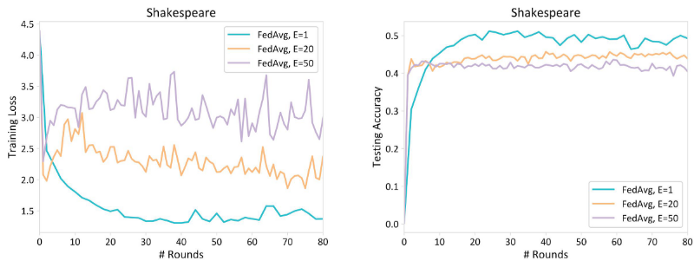 Shakespeare
4.5
4.0
3.5
3.0
2.5
2.0
1.5
Training Loss
0 10 20 30 40 50 60 70 80
# Rounds
FedAvg, E=1
FedAvg, E=20
FedAvg, E=50
Shakespeare
0.5
0.4
0.3
0.2
0.1
0.0
Testing Accuracy
0 10 20 30 40 50 60 70 80
# Rounds
FedAvg, E=1
FedAvg, E=20
FedAvg, E=50